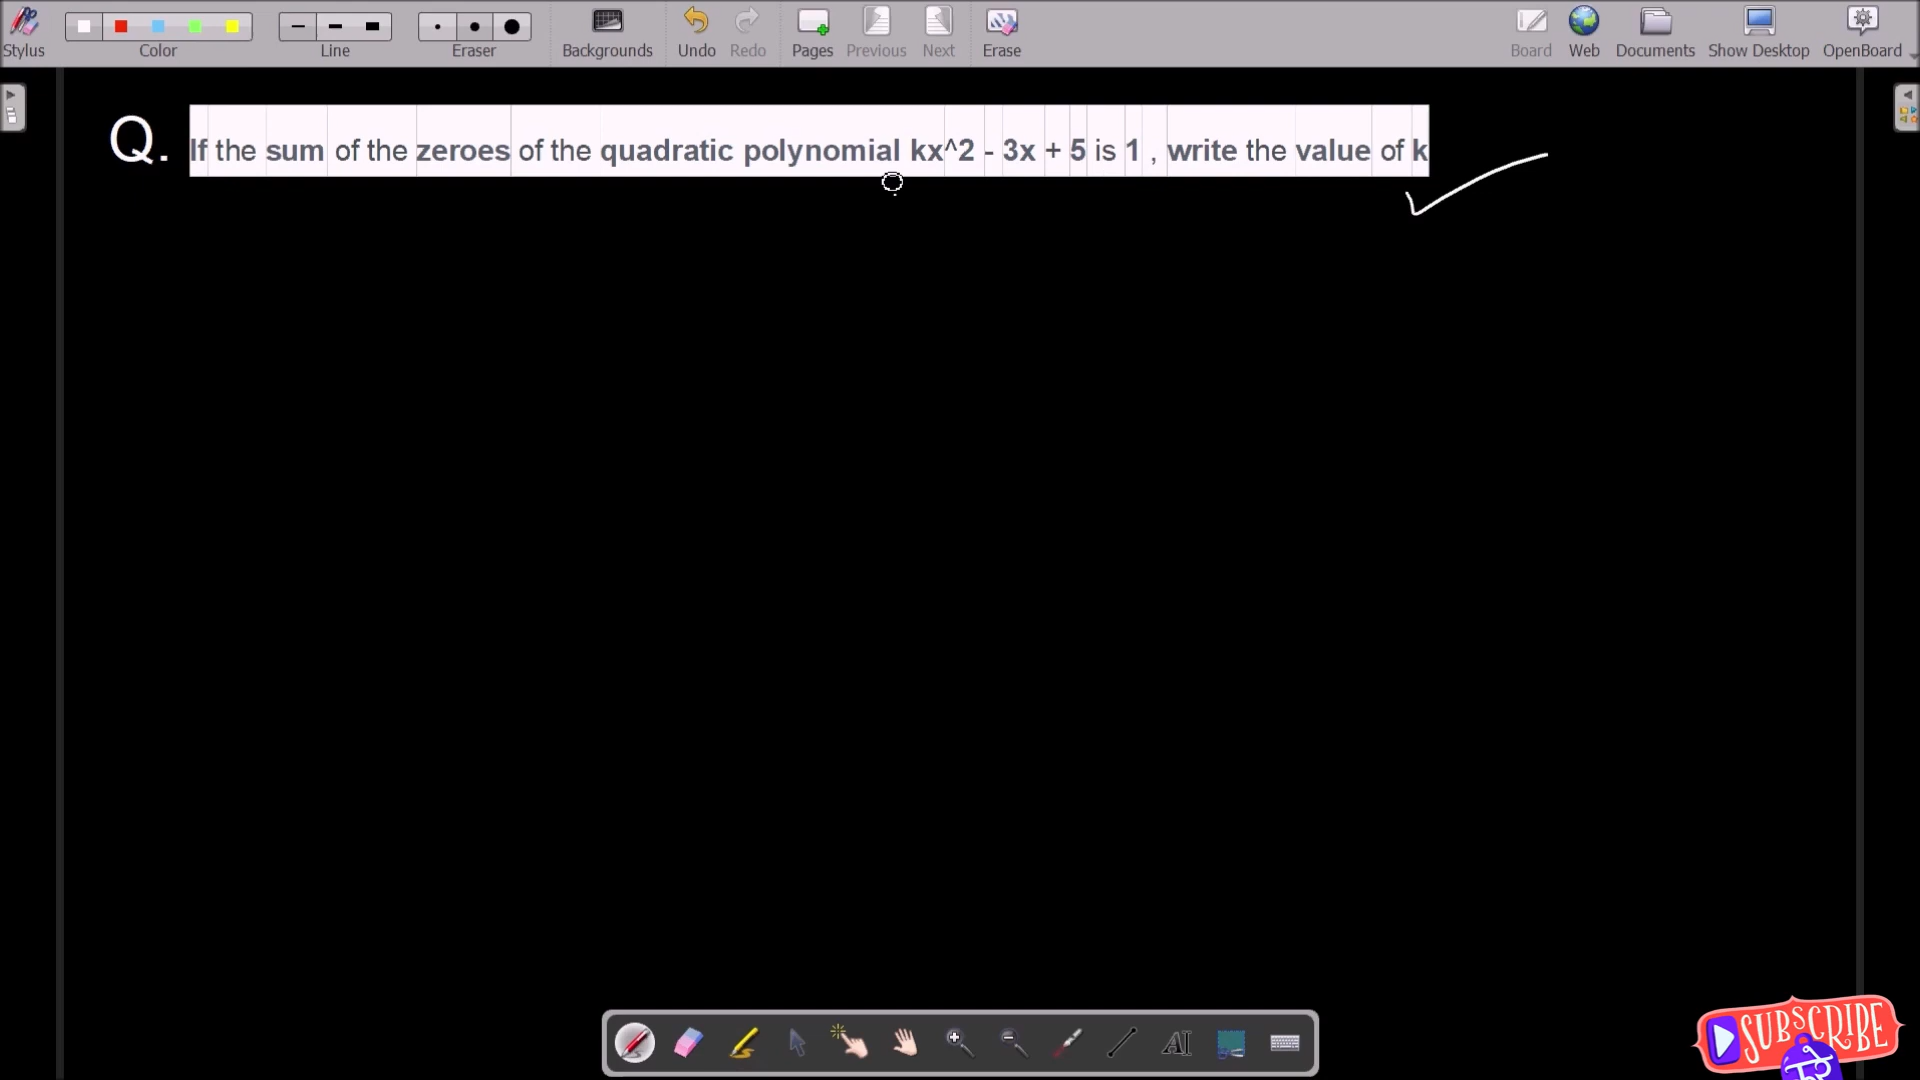 Stylus Color Line Eraser Backgrounds Undo Redo Pages Previous Next Erase Board Web Documents Show Desktop OpenBoard
Q. If the sum of the zeroes of the quadratic polynomial kx^2 - 3x + 5 is 1 , write the value of k
AI
SUBSCRIBE
करे